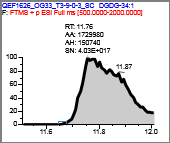 QEF1626_OG33_T3-9-0-3_SC DGDG-34:1
F: FTMS + p ESI Full ms [500.0000-2000.0000]
RT: 11.76
AA: 1729980
AH: 150740
SN: 4.03E+017
100
11.87
80
60
40
20
0
11.6 11.8 12.0